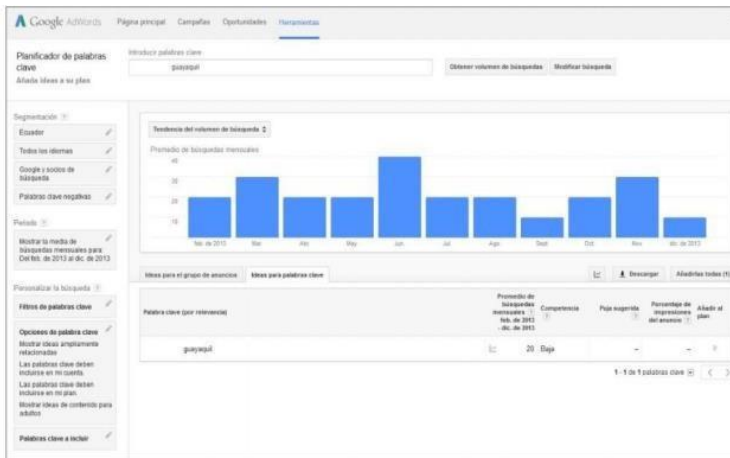 Google AdWords
Página principal Campañas Oportunidades Herramientas
Planificador de palabras
clave
Añada ideas a su plan
Introducir palabras clave
guayaquil
Obtener volumen de búsquedas
Modificar búsqueda
Segmentación ?
Ecuador
Todos los idiomas
Google y socios de
búsqueda
Palabras clave negativas
Periodo ?
Mostrar la media de
búsquedas mensuales para
Del feb. de 2013 al dic. de 2013
Personalizar la búsqueda ?
Filtros de palabras clave
Opciones de palabra clave
Mostrar ideas ampliamente
relacionadas
Las palabras clave deben
incluirse en mi cuenta.
Las palabras clave deben
incluirse en mi plan.
Mostrar ideas de contenido para
adultos
Palabras clave a incluir
Tendencia del volumen de búsqueda
Promedio de búsquedas mensuales
40
30
20
10
feb. de 2013 Mar. Abr. May. Jun. Jul. Ago. Sept. Oct. Nov. dic. de 2013
Ideas para el grupo de anuncios
Ideas para palabras clave
Descargar
Añadirlas todas (1)
Palabra clave (por relevancia)
Promedio de
búsquedas
mensuales ?
feb. de 2013
- dic. de 2013
Competencia
?
Puja sugerida
?
Porcentaje de
impresiones
del anuncio ?
Añadir al
plan
guayaquil 20 Baja – –
1 - 1 de 1 palabras clave